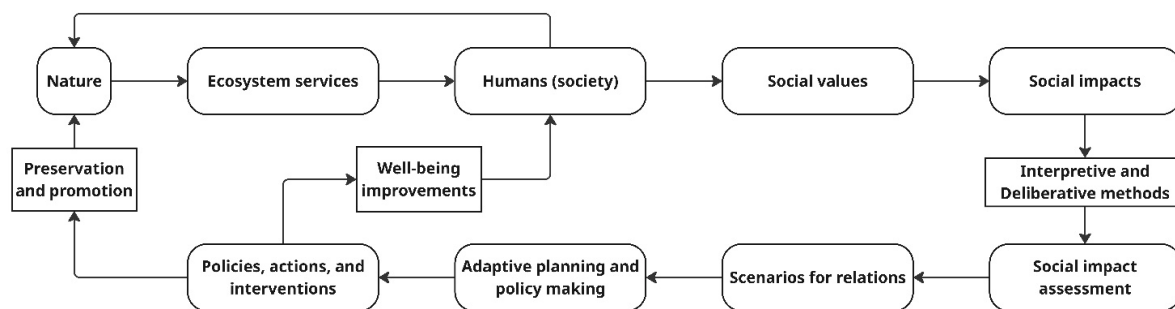 Nature
Ecosystem services
Humans (society)
Social values
Social impacts
Preservation
and promotion
Well-being
improvements
Interpretive and
Deliberative methods
Policies, actions, and
interventions
Adaptive planning and
policy making
Scenarios for relations
Social impact
assessment